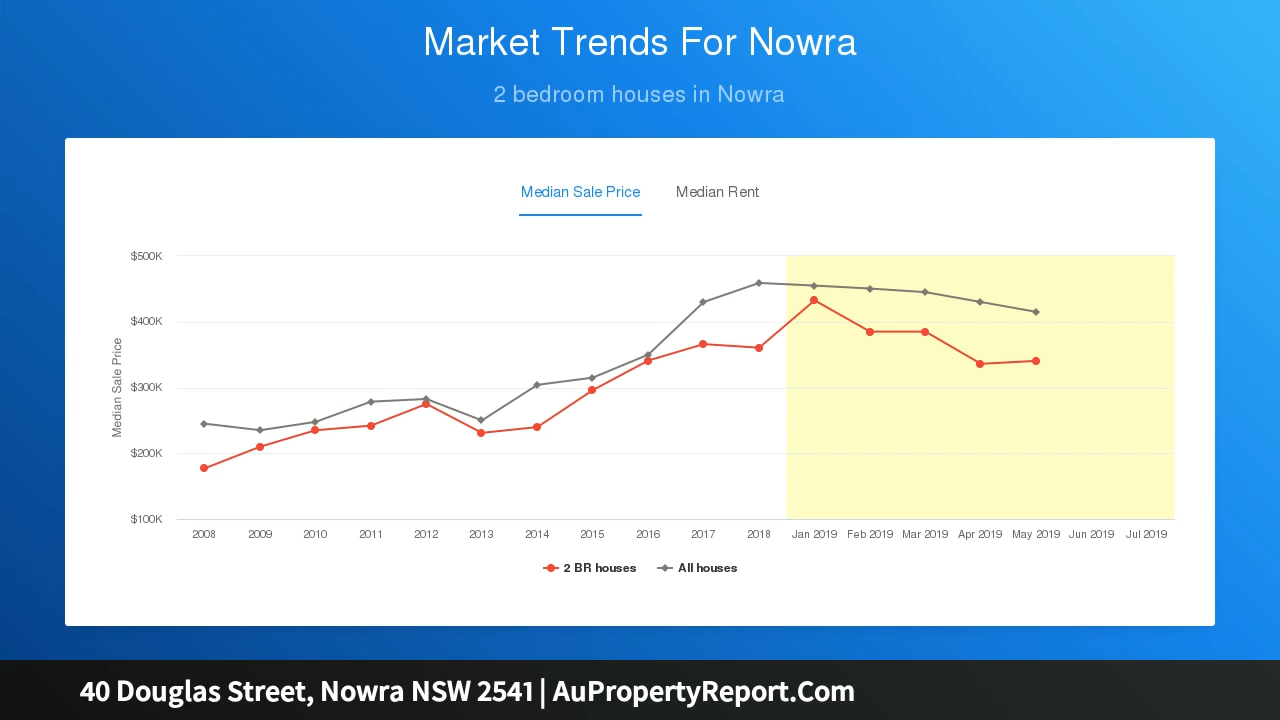 Market Trends For Nowra
2 bedroom houses in Nowra
Median Sale Price Median Rent
Median Sale Price
$500K
$400K
$300K
$200K
$100K
2008 2009 2010 2011 2012 2013 2014 2015 2016 2017 2018 Jan 2019 Feb 2019 Mar 2019 Apr 2019 May 2019 Jun 2019 Jul 2019
2 BR houses All houses
40 Douglas Street, Nowra NSW 2541 | AuPropertyReport.Com